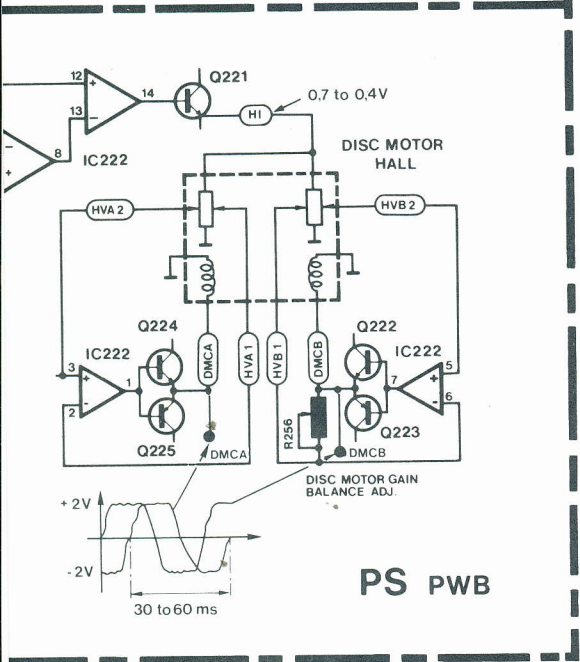 Q221
12
14
13
HI
0,7 to 0,4V
8
IC222
DISC MOTOR
HALL
HVA 2
HVB 2
Q224
Q222
IC222
DMCA
HVA 1
HVB 1
DMCB
IC222
3
1
2
5
7
6
Q225
R256
Q223
DMCA
DMCB
DISC MOTOR GAIN
BALANCE ADJ.
+ 2V
- 2V
30 to 60 ms
PS PWB